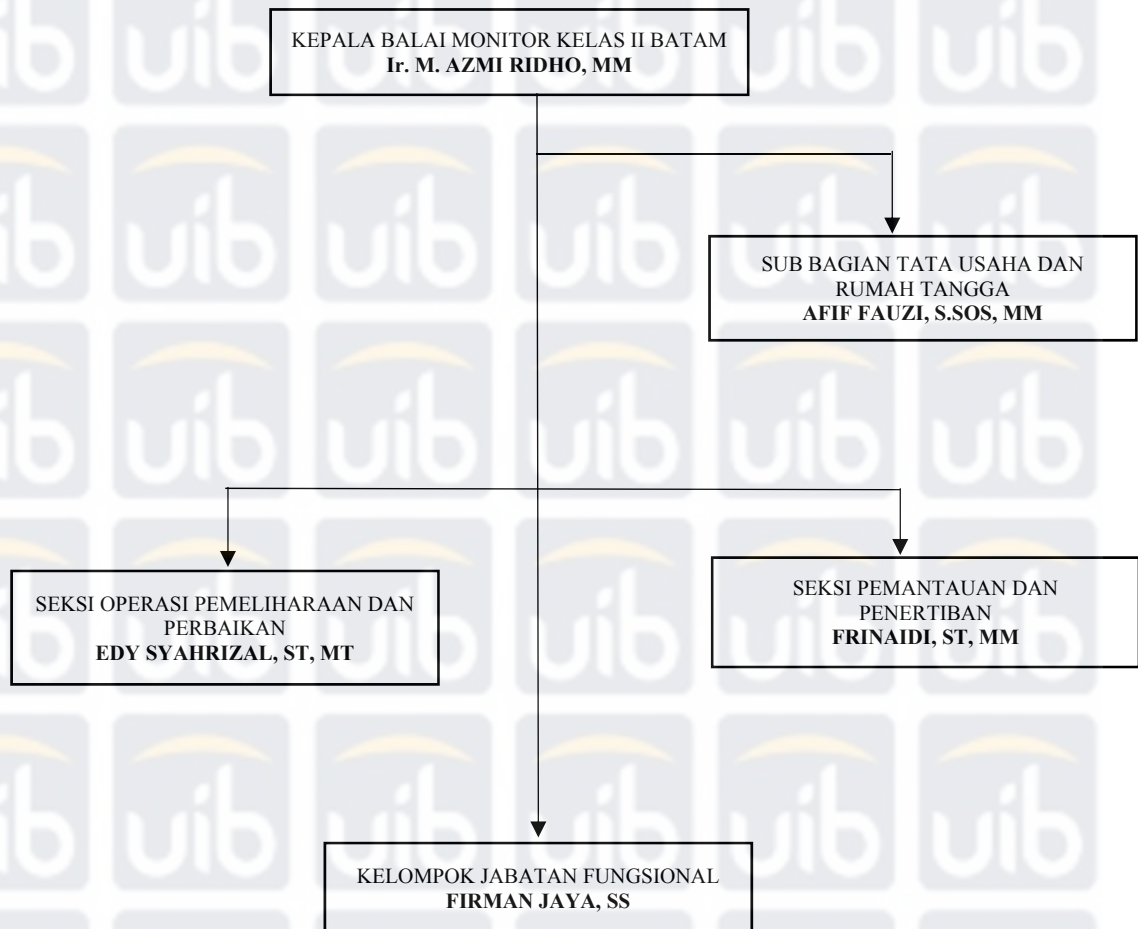 KEPALA BALAI MONITOR KELAS II BATAM
Ir. M. AZMI RIDHO, MM
SUB BAGIAN TATA USAHA DAN
RUMAH TANGGA
AFIF FAUZI, S.SOS, MM
SEKSI OPERASI PEMELIHARAAN DAN
PERBAIKAN
EDY SYAHRIZAL, ST, MT
SEKSI PEMANTAUAN DAN
PENERTIBAN
FRINAIDI, ST, MM
KELOMPOK JABATAN FUNGSIONAL
FIRMAN JAYA, SS